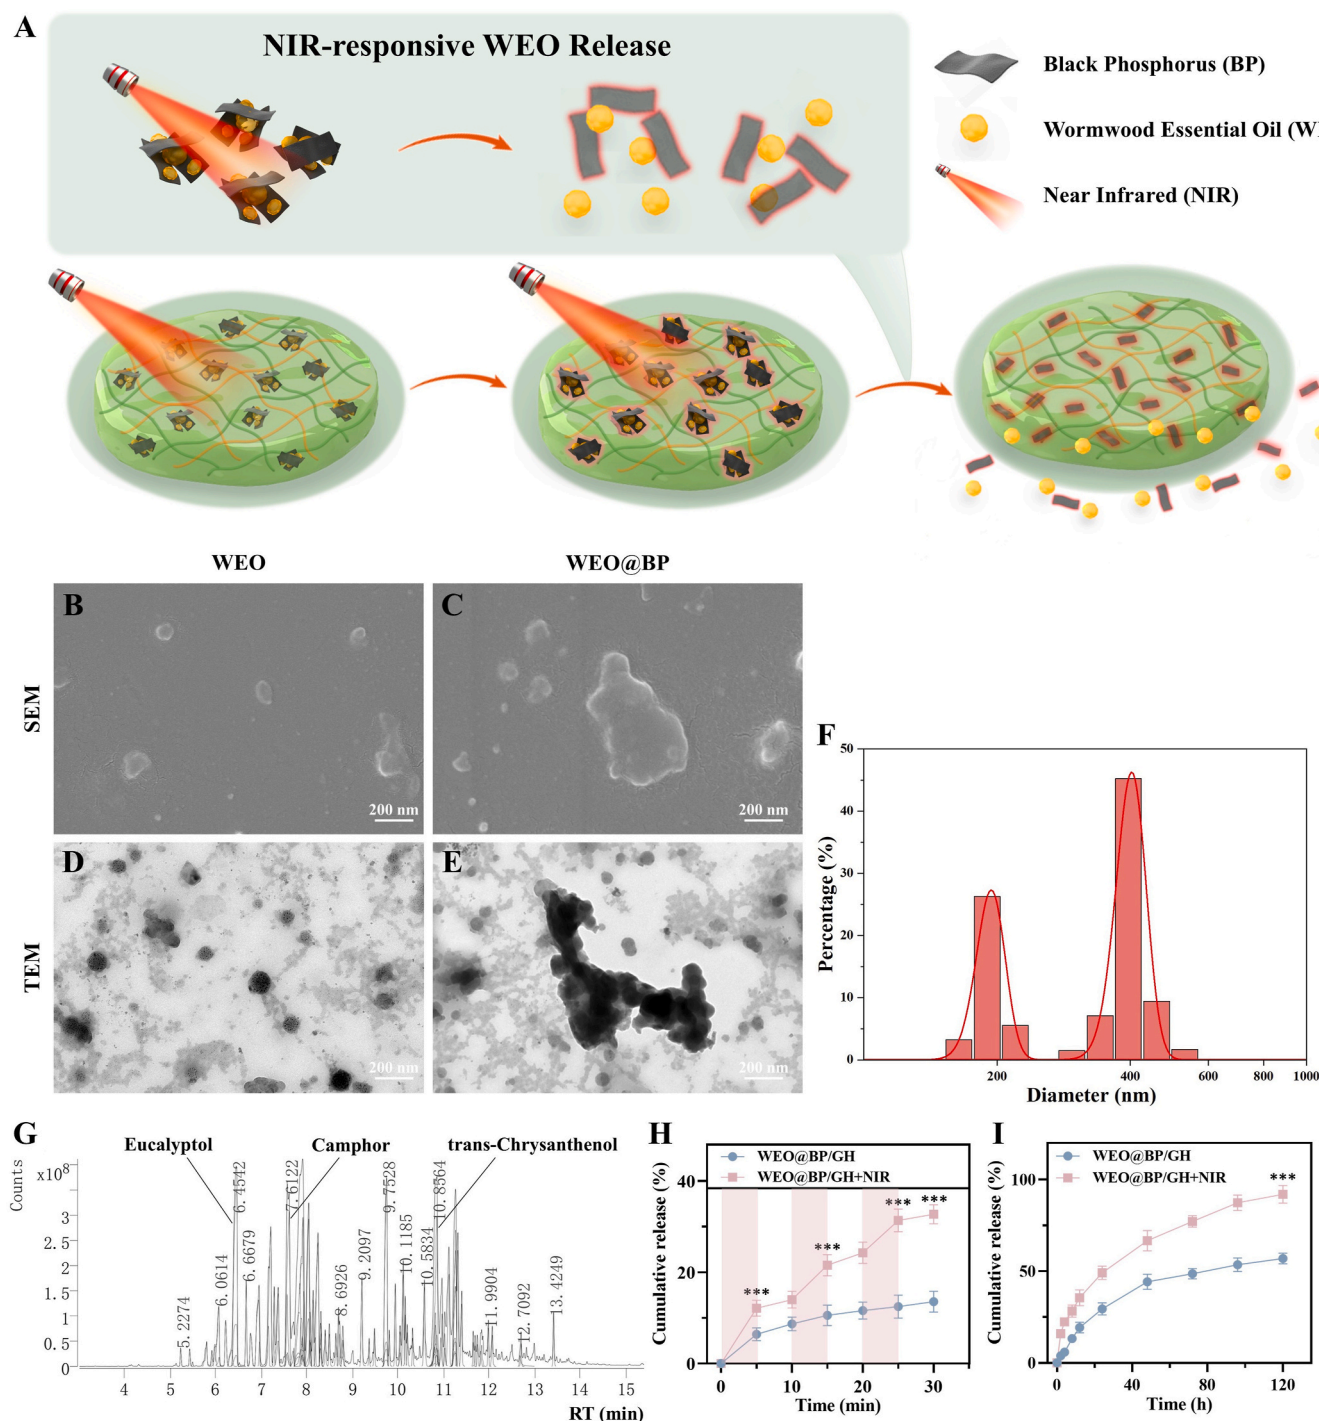 A
NIR-responsive WEO Release
Black Phosphorus (BP)
Wormwood Essential Oil (W
Near Infrared (NIR)
WEO
WEO@BP
SEM
B
200 nm
C
200 nm
TEM
D
200 nm
E
200 nm
F
Percentage (%)
50
40
30
20
10
0
200
400
600
800
1000
Diameter (nm)
G
Eucalyptol
Camphor
trans-Chrysanthenol
Counts
x10⁸
3
2
1
0.5
0
5.2274
6.0614
6.4542
6.6679
7.6122
8.6926
9.2097
9.7528
10.1185
10.5834
10.8564
11.9904
12.7092
13.4249
4 5 6 7 8 9 10 11 12 13 14 15
RT (min)
H
WEO@BP/GH
WEO@BP/GH+NIR
Cumulative release (%)
40
20
0
***
***
***
***
0 10 20 30
Time (min)
I
WEO@BP/GH
WEO@BP/GH+NIR
Cumulative release (%)
100
50
0
***
0 40 80 120
Time (h)